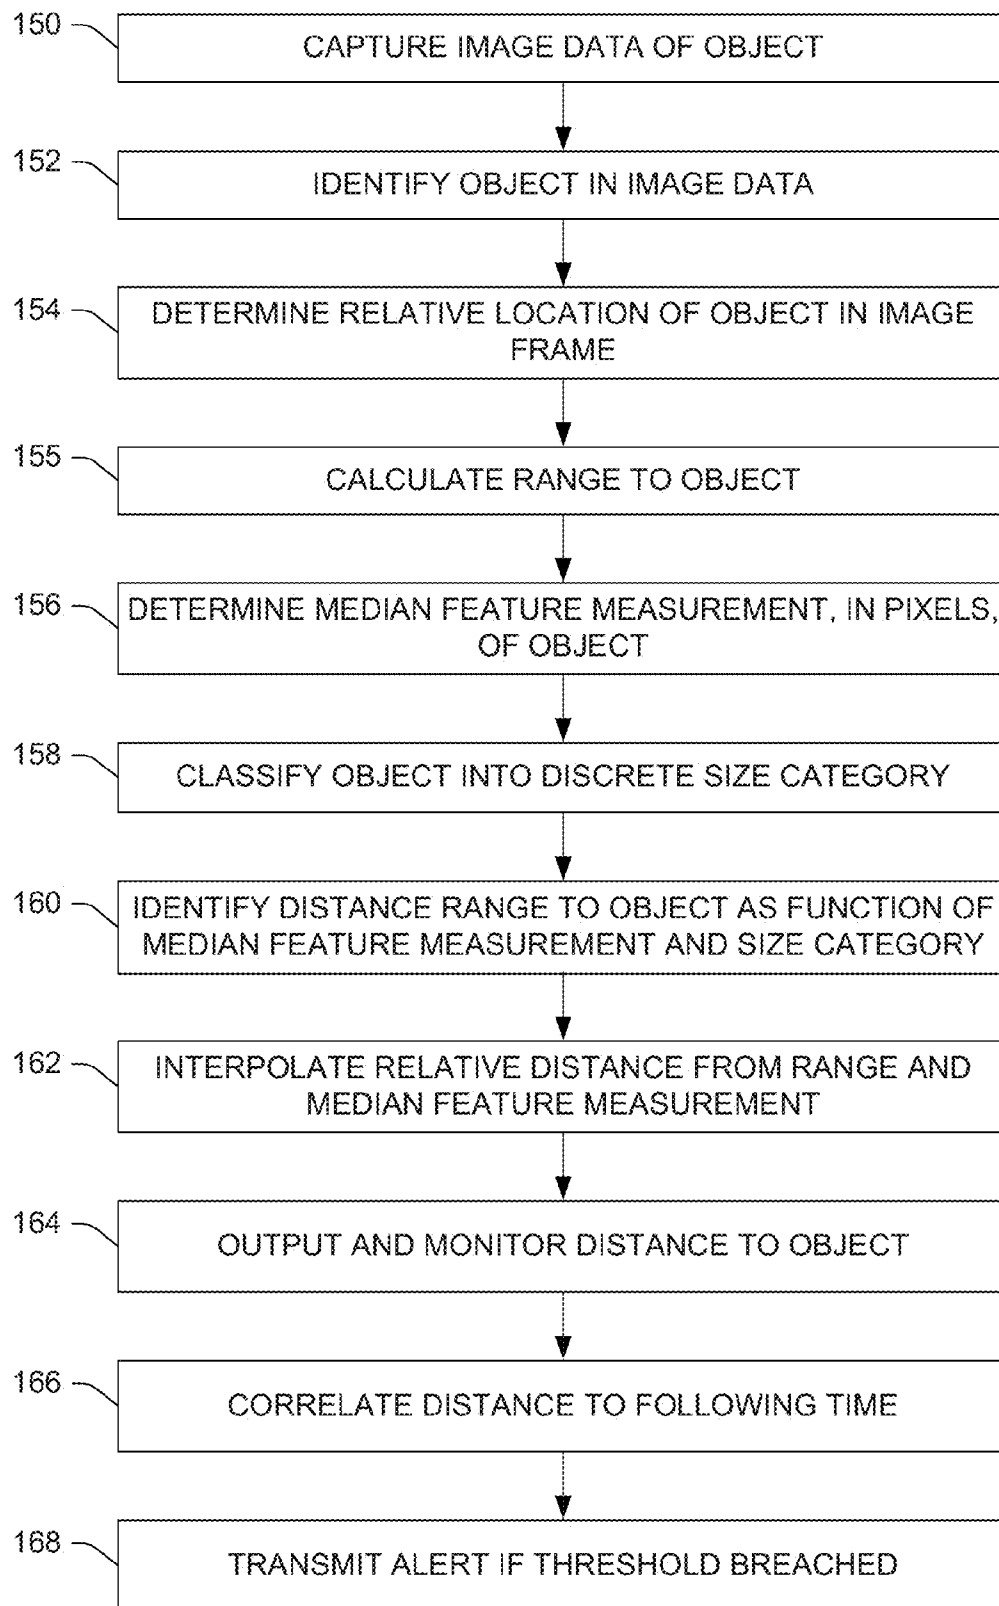 150
CAPTURE IMAGE DATA OF OBJECT
152
IDENTIFY OBJECT IN IMAGE DATA
154
DETERMINE RELATIVE LOCATION OF OBJECT IN IMAGE
FRAME
155
CALCULATE RANGE TO OBJECT
156
DETERMINE MEDIAN FEATURE MEASUREMENT, IN PIXELS,
OF OBJECT
158
CLASSIFY OBJECT INTO DISCRETE SIZE CATEGORY
160
IDENTIFY DISTANCE RANGE TO OBJECT AS FUNCTION OF
MEDIAN FEATURE MEASUREMENT AND SIZE CATEGORY
162
INTERPOLATE RELATIVE DISTANCE FROM RANGE AND
MEDIAN FEATURE MEASUREMENT
164
OUTPUT AND MONITOR DISTANCE TO OBJECT
166
CORRELATE DISTANCE TO FOLLOWING TIME
168
TRANSMIT ALERT IF THRESHOLD BREACHED